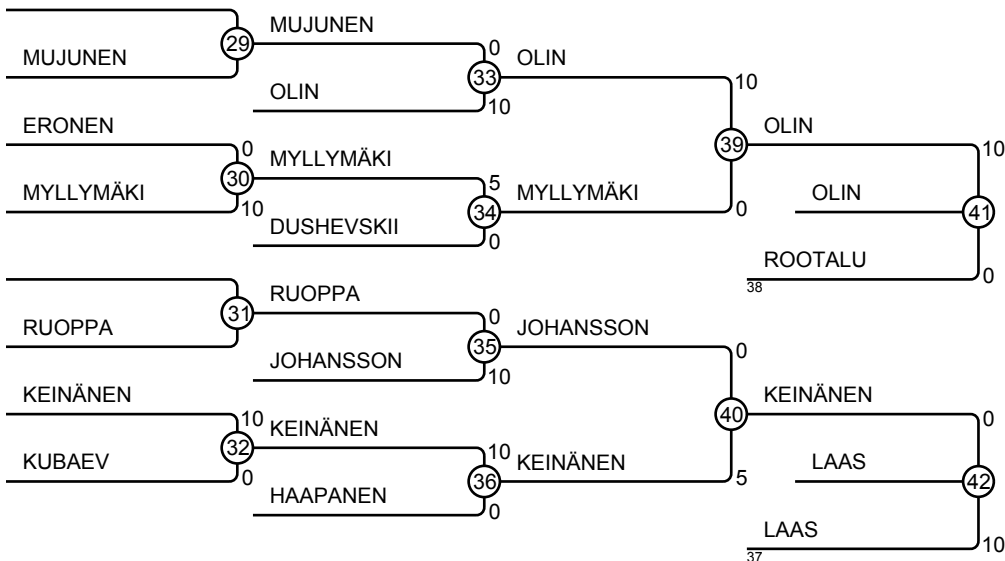 MUJUNEN
29
MUJUNEN
0
OLIN
33
OLIN
10
10
ERONEN
0
39
OLIN
10
MYLLYMÄKI
30
MYLLYMÄKI
5
10
34
MYLLYMÄKI
0
OLIN
41
DUSHEVSKII
0
ROOTALU
38
0
RUOPPA
31
RUOPPA
0
35
JOHANSSON
0
JOHANSSON
10
KEINÄNEN
10
40
KEINÄNEN
0
KUBAEV
32
KEINÄNEN
10
0
36
KEINÄNEN
5
LAAS
42
HAAPANEN
0
LAAS
37
10